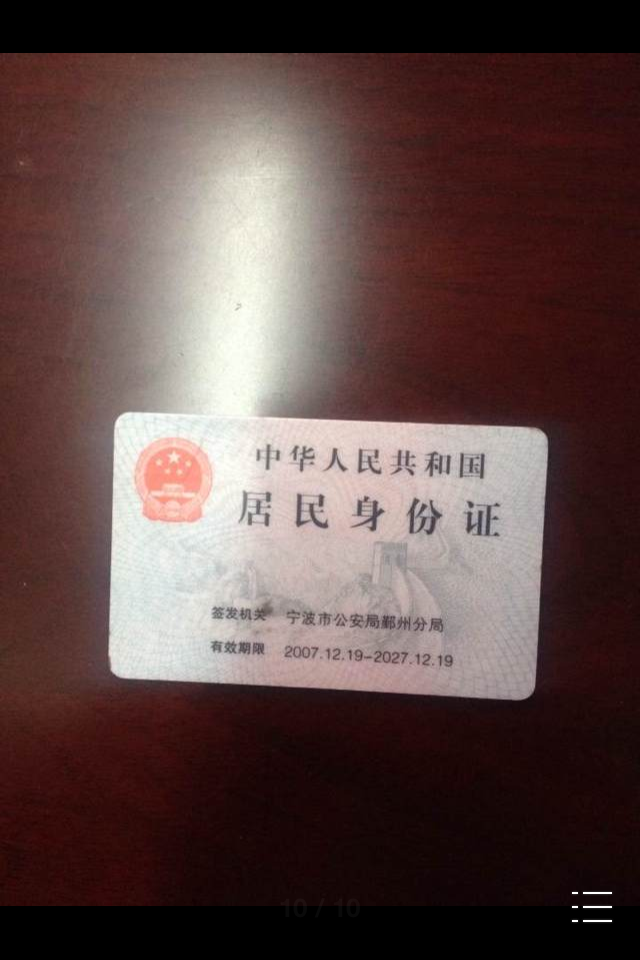 中华人民共和国
居民身份证
签发机关 宁波市公安局鄞州分局
有效期限 2007.12.19-2027.12.19
10 / 10